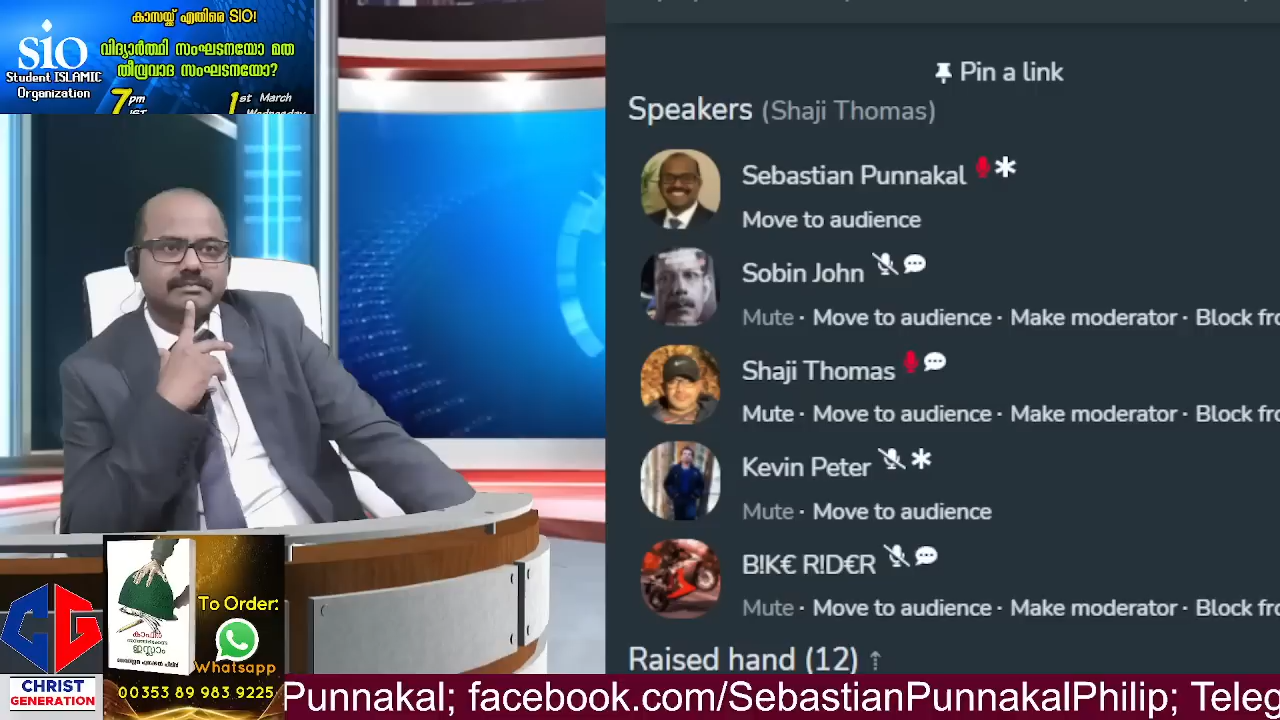 കാസയ്ക്ക് എതിരെ SIO!
sio
Student ISLAMIC
Organization
വിദ്യാർത്ഥി സംഘടനയോ മത
തീവ്രവാദ സംഘടനയോ?
7pm
IST
1st March
Wednesday
Pin a link
Speakers (Shaji Thomas)
Sebastian Punnakal
Move to audience
Sobin John
Mute · Move to audience · Make moderator · Block fro
Shaji Thomas
Mute · Move to audience · Make moderator · Block fro
Kevin Peter
Mute · Move to audience
B!K€ R!D€R
Mute · Move to audience · Make moderator · Block fro
Raised hand (12)
CG
CHRIST
GENERATION
കാഫിർ
ഇസ്ലാം
To Order:
Whatsapp
00353 89 983 9225
Punnakal; facebook.com/SebastianPunnakalPhilip; Teleg